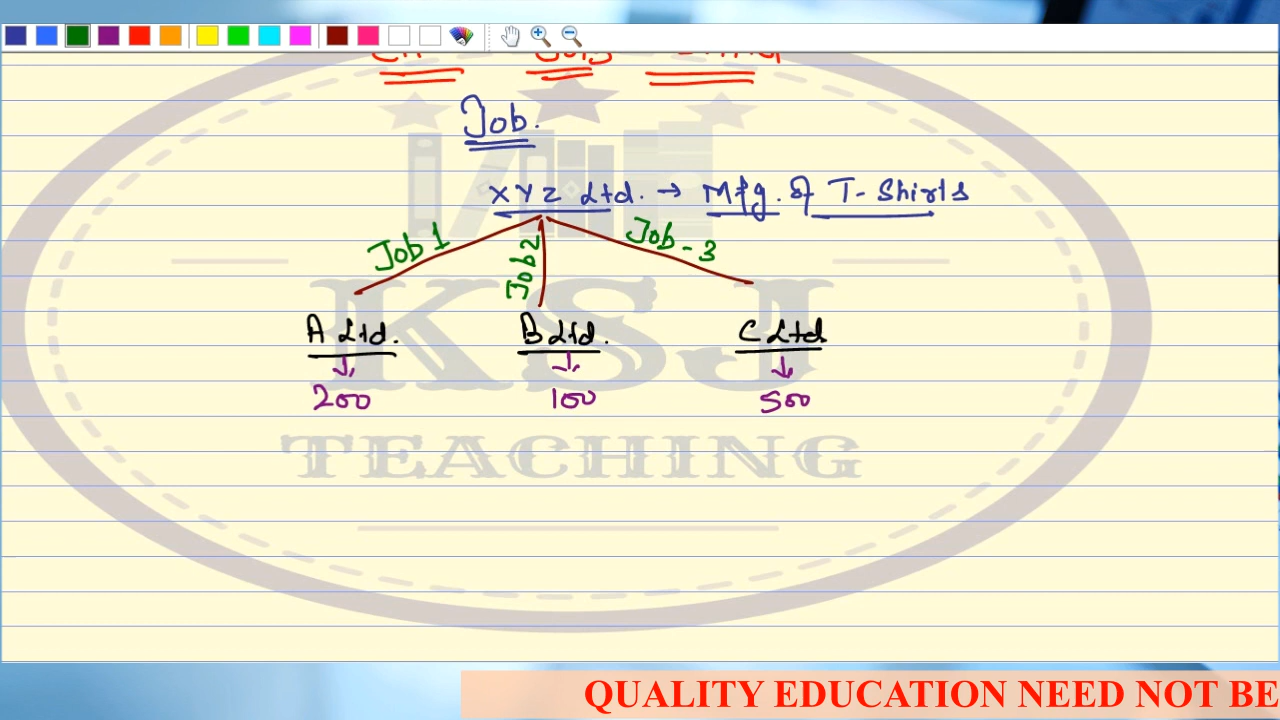 Job.
XYZ Ltd. → Mfg. of T-Shirts
Job 1 Job 2 Job-3
A Ltd. B Ltd. C Ltd
200 100 500
KSJ
TEACHING
QUALITY EDUCATION NEED NOT BE